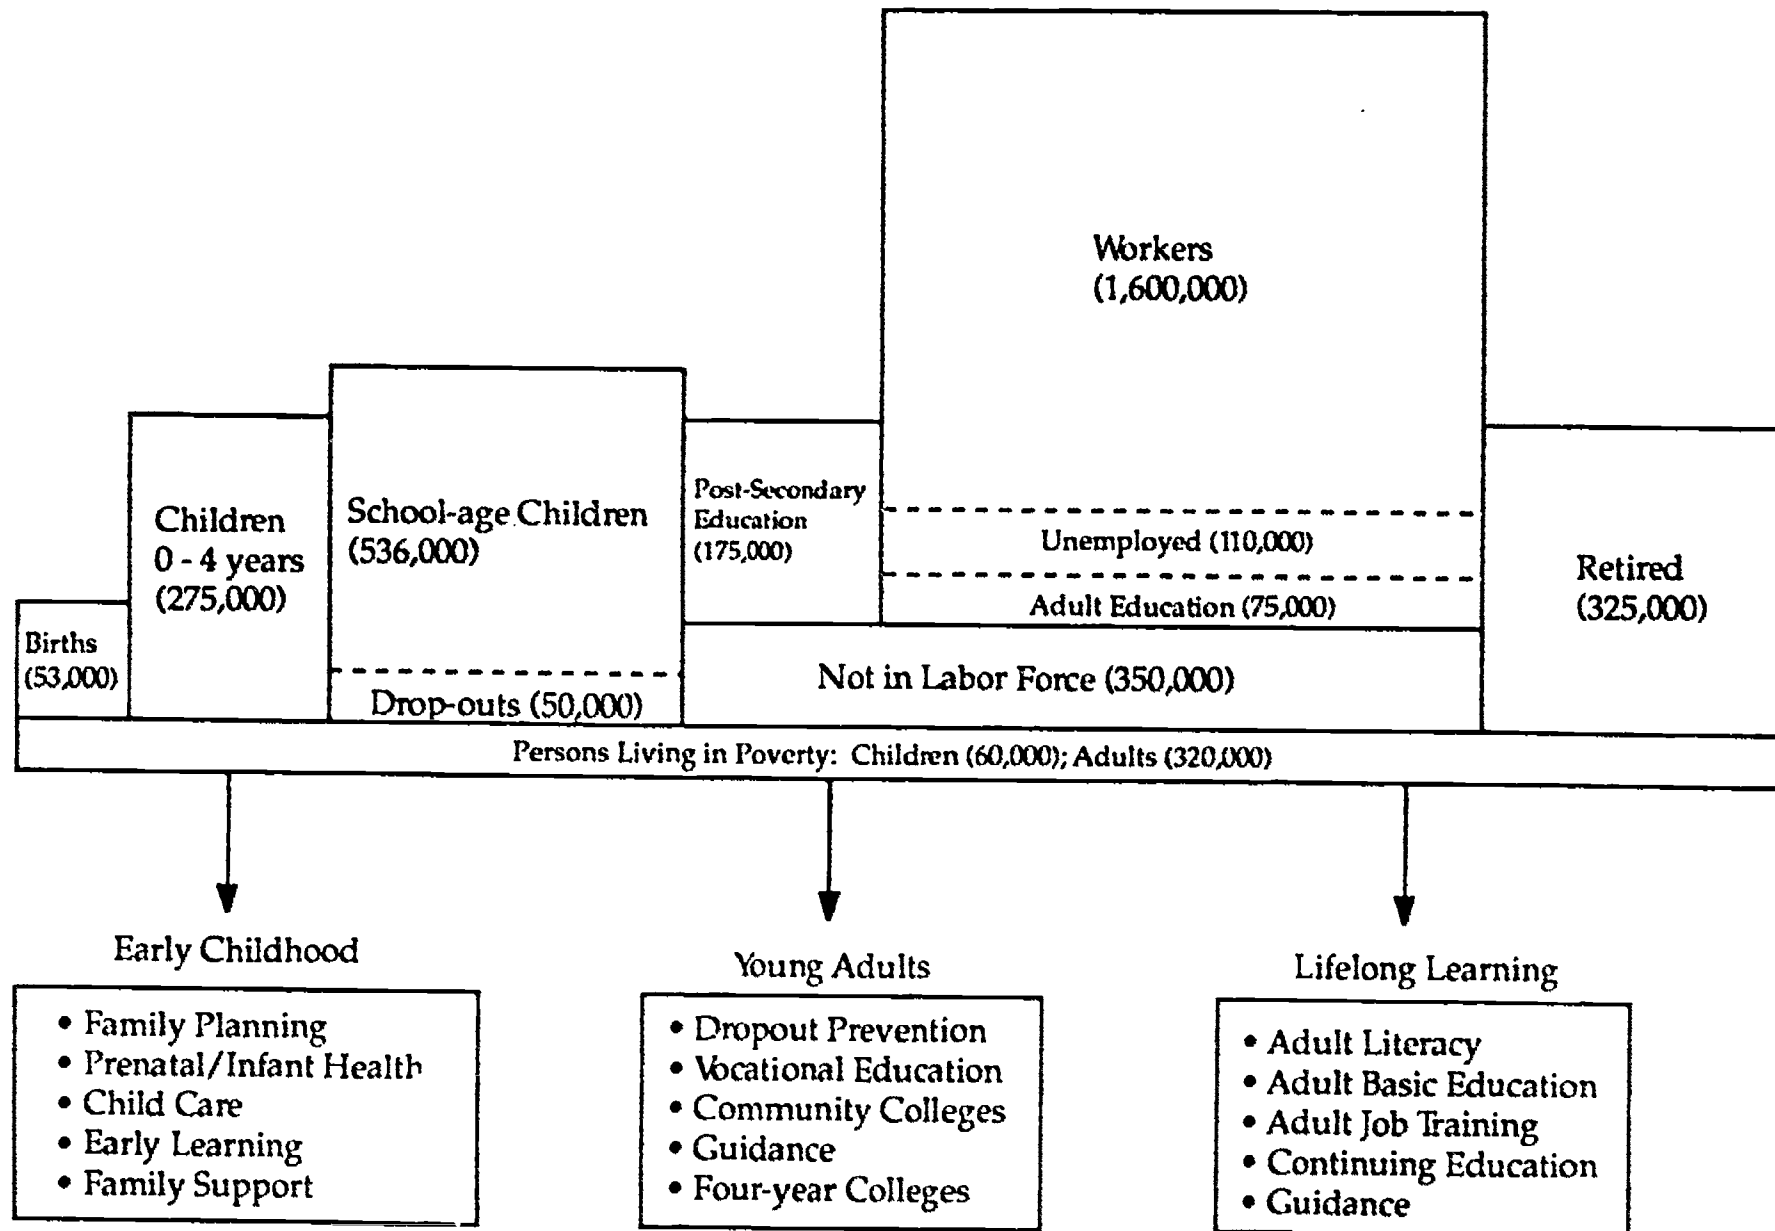 Workers
(1,600,000)
School-age Children
(536,000)
Post-Secondary
Education
(175,000)
Children
0 - 4 years
(275,000)
Unemployed (110,000)
Adult Education (75,000)
Retired
(325,000)
Births
(53,000)
Drop-outs (50,000)
Not in Labor Force (350,000)
Persons Living in Poverty: Children (60,000); Adults (320,000)
Early Childhood
• Family Planning
• Prenatal/Infant Health
• Child Care
• Early Learning
• Family Support
Young Adults
• Dropout Prevention
• Vocational Education
• Community Colleges
• Guidance
• Four-year Colleges
Lifelong Learning
• Adult Literacy
• Adult Basic Education
• Adult Job Training
• Continuing Education
• Guidance